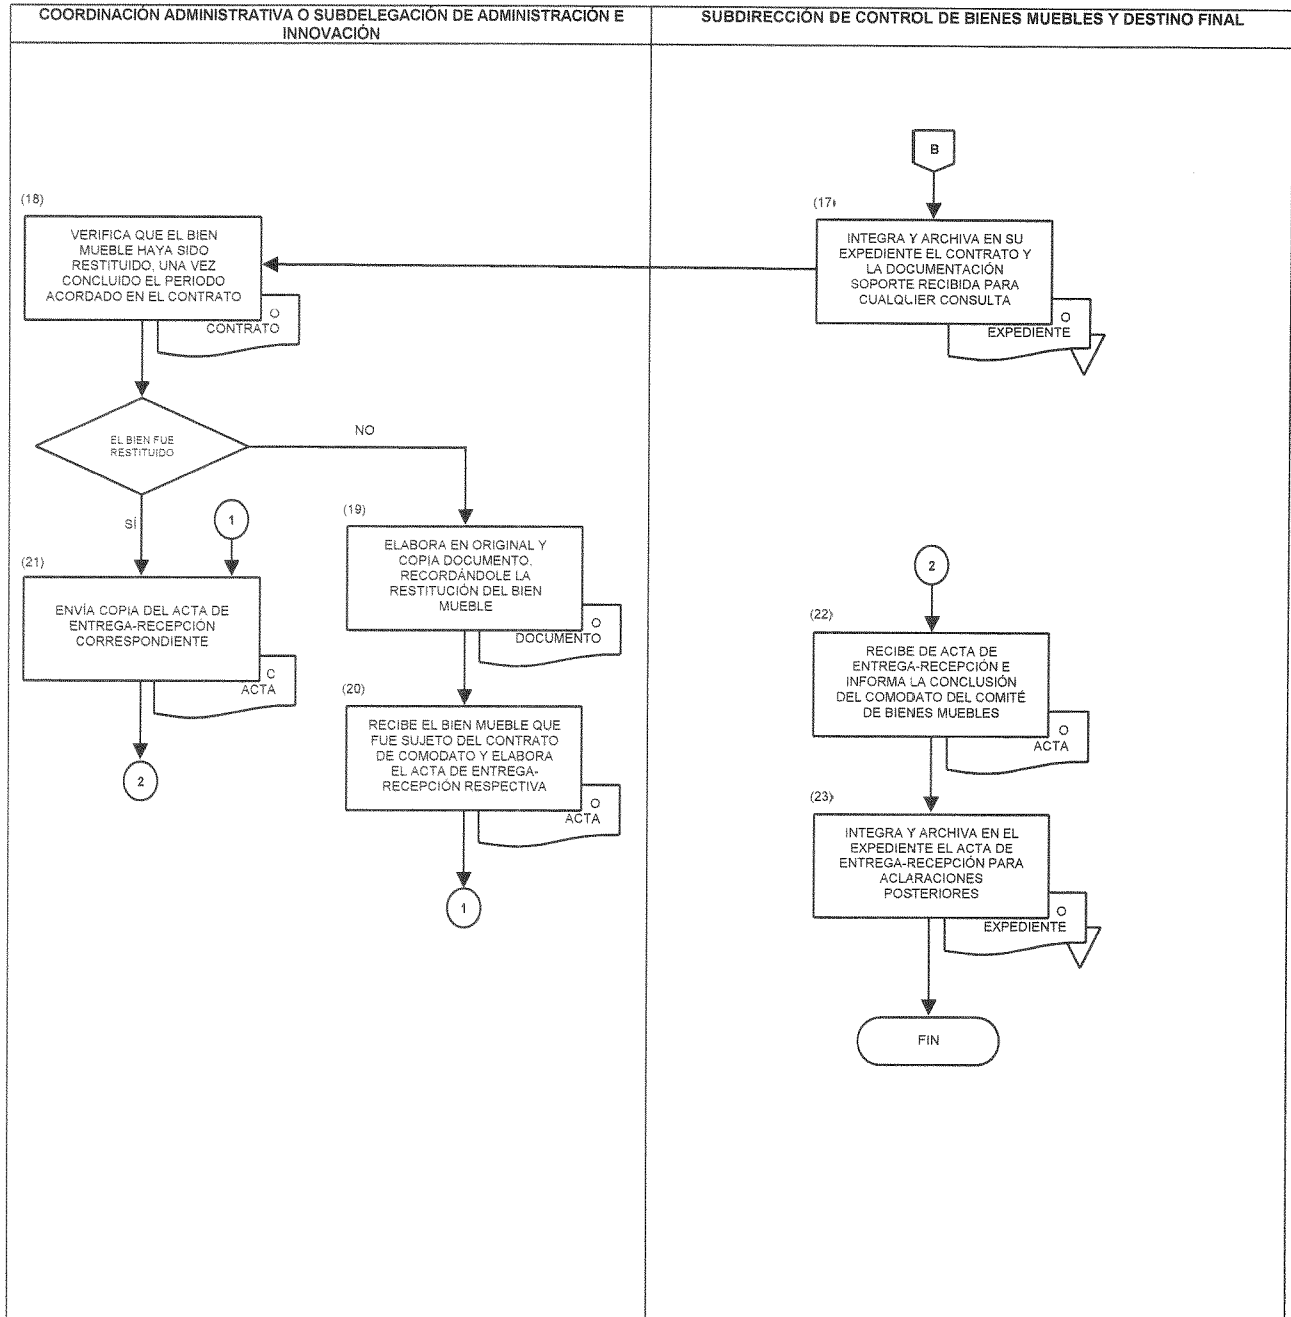 COORDINACIÓN ADMINISTRATIVA O SUBDELEGACIÓN DE ADMINISTRACIÓN E
INNOVACIÓN
SUBDIRECCIÓN DE CONTROL DE BIENES MUEBLES Y DESTINO FINAL
B
(17)
INTEGRA Y ARCHIVA EN SU
EXPEDIENTE EL CONTRATO Y
LA DOCUMENTACIÓN
SOPORTE RECIBIDA PARA
CUALQUIER CONSULTA
O
EXPEDIENTE
(18)
VERIFICA QUE EL BIEN
MUEBLE HAYA SIDO
RESTITUIDO, UNA VEZ
CONCLUIDO EL PERIODO
ACORDADO EN EL CONTRATO
O
CONTRATO
EL BIEN FUE
RESTITUIDO
NO
SÍ
1
(19)
ELABORA EN ORIGINAL Y
COPIA DOCUMENTO.
RECORDÁNDOLE LA
RESTITUCIÓN DEL BIEN
MUEBLE
O
DOCUMENTO
(20)
RECIBE EL BIEN MUEBLE QUE
FUE SUJETO DEL CONTRATO
DE COMODATO Y ELABORA
EL ACTA DE ENTREGA-
RECEPCIÓN RESPECTIVA
O
ACTA
1
(21)
ENVÍA COPIA DEL ACTA DE
ENTREGA-RECEPCIÓN
CORRESPONDIENTE
C
ACTA
2
2
(22)
RECIBE DE ACTA DE
ENTREGA-RECEPCIÓN E
INFORMA LA CONCLUSIÓN
DEL COMODATO DEL COMITÉ
DE BIENES MUEBLES
O
ACTA
(23)
INTEGRA Y ARCHIVA EN EL
EXPEDIENTE EL ACTA DE
ENTREGA-RECEPCIÓN PARA
ACLARACIONES
POSTERIORES
O
EXPEDIENTE
FIN